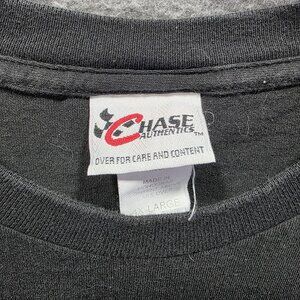 CHASE
AUTHENTICS
TM
OVER FOR CARE AND CONTENT
MADE IN
X-LARGE